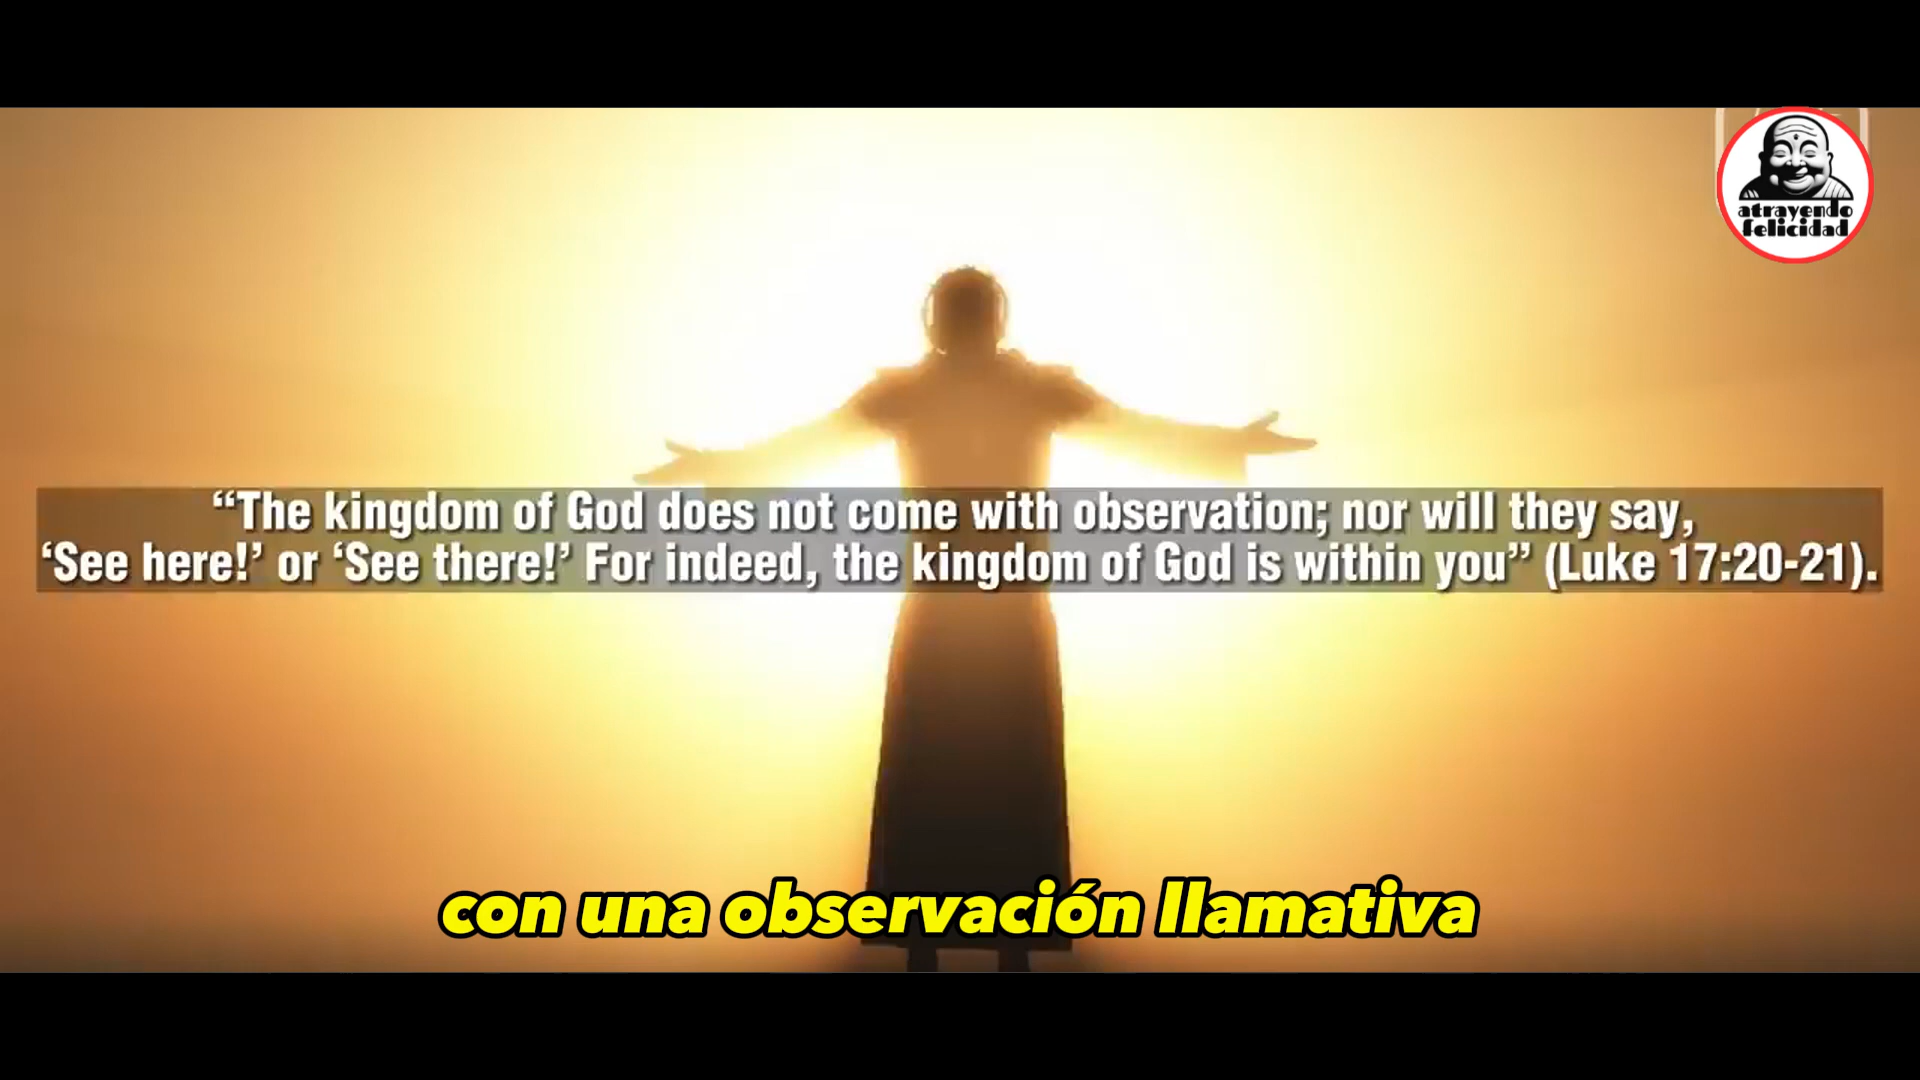 atrayendo
felicidad
“The kingdom of God does not come with observation; nor will they say,
‘See here!’ or ‘See there!’ For indeed, the kingdom of God is within you” (Luke 17:20-21).
con una observación llamativa